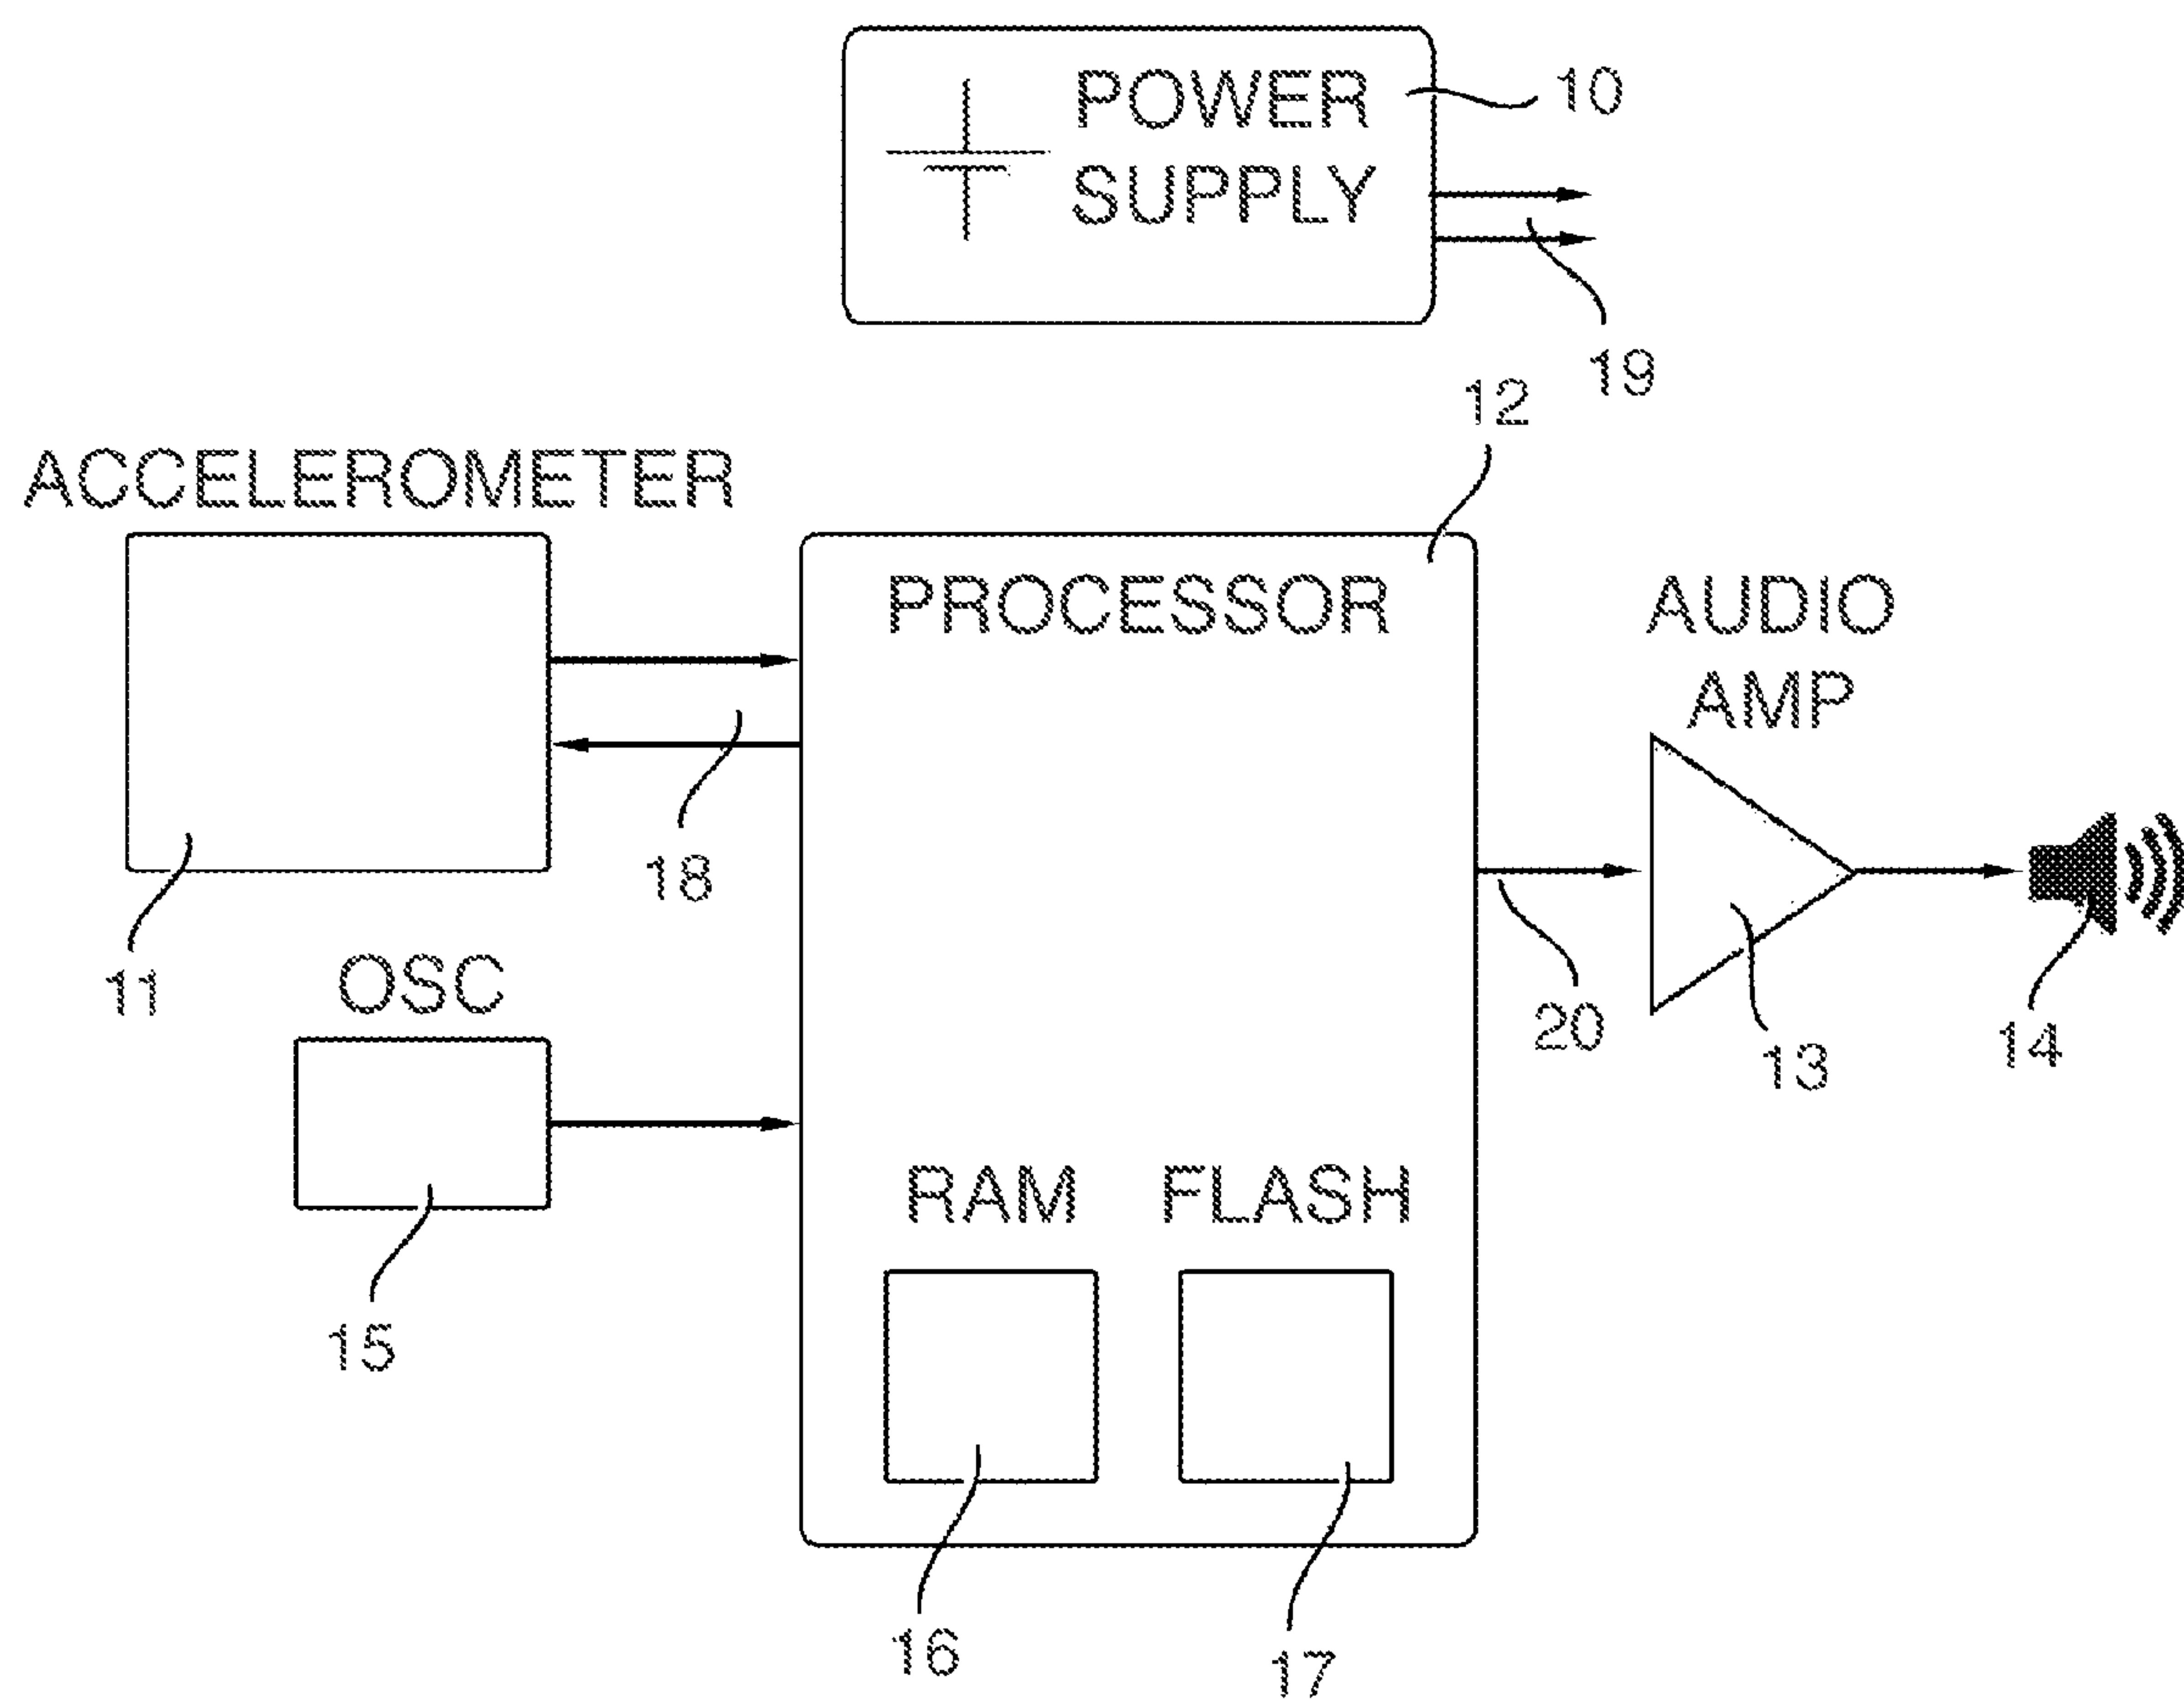 POWER
SUPPLY
10
19
12
ACCELEROMETER
PROCESSOR
AUDIO
AMP
18
11
OSC
20
13
14
RAM FLASH
15
16
17